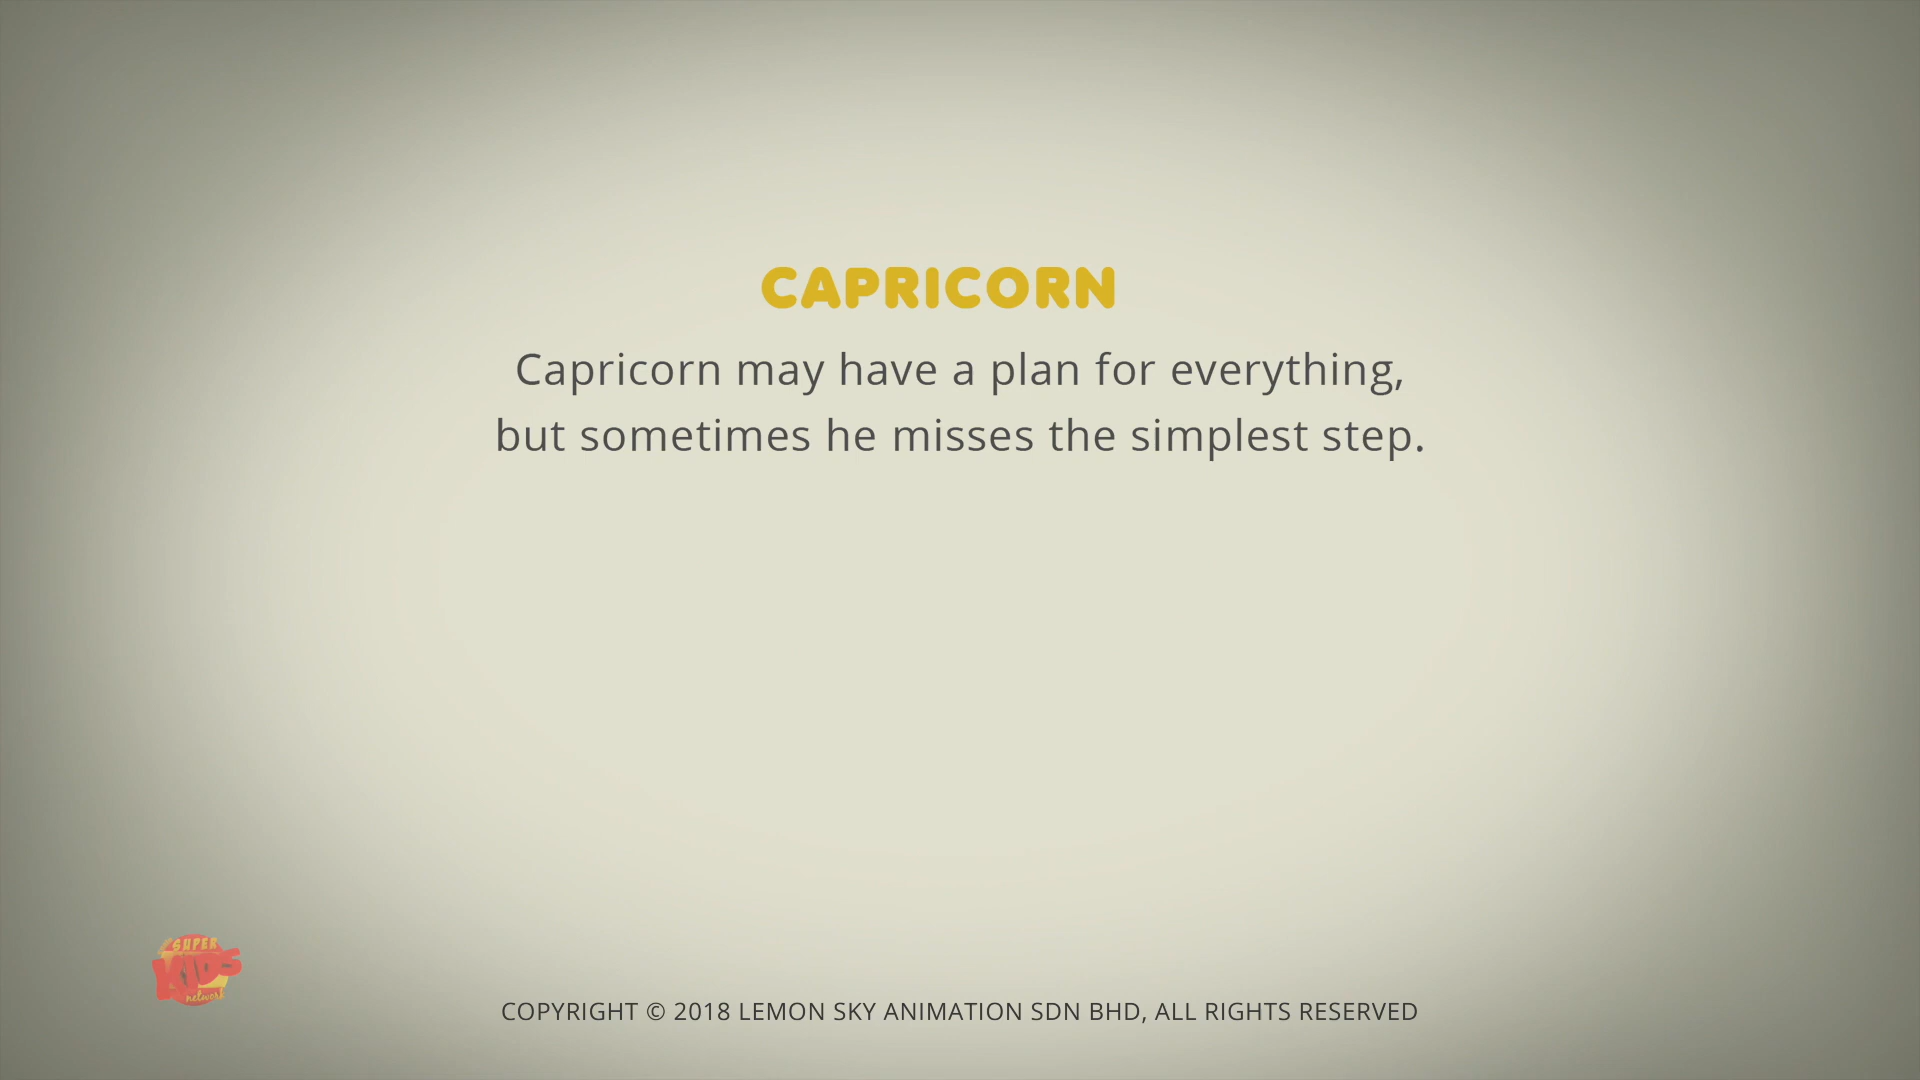 CAPRICORN
Capricorn may have a plan for everything,
but sometimes he misses the simplest step.
SUPER
KIDS
network
COPYRIGHT © 2018 LEMON SKY ANIMATION SDN BHD, ALL RIGHTS RESERVED